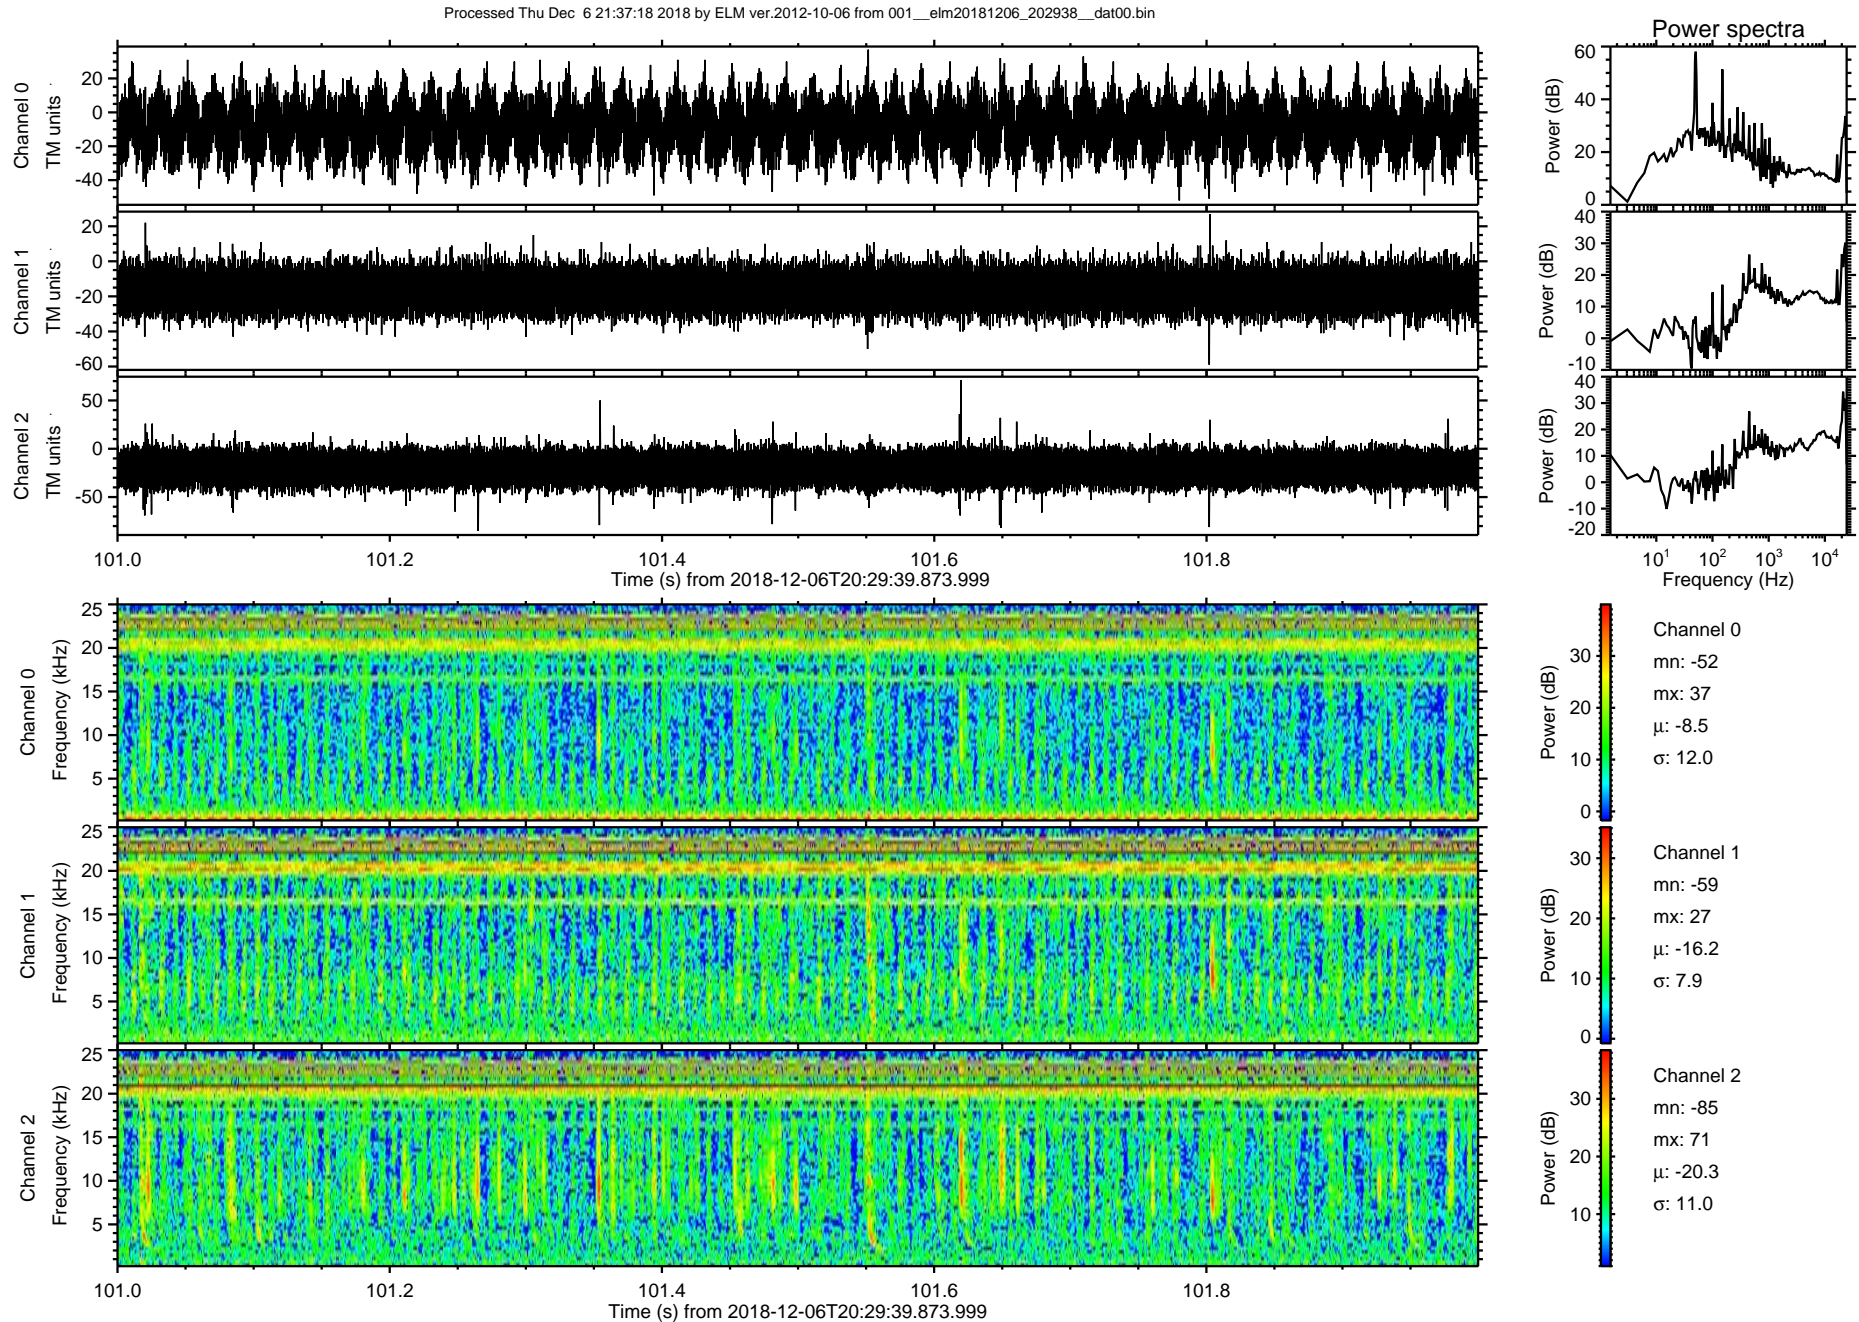 Processed Thu Dec  6 21:37:18 2018 by ELM ver.2012-10-06 from 001__elm20181206_202938__dat00.bin
Power spectra
Channel 0
TM units
20
0
-20
-40
Power (dB)
60
40
20
0
Channel 1
TM units
20
0
-20
-40
-60
Power (dB)
40
30
20
10
0
-10
Channel 2
TM units
50
0
-50
Power (dB)
40
30
20
10
0
-10
-20
101.0 101.2 101.4 101.6 101.8
Time (s) from 2018-12-06T20:29:39.873.999
10^1 10^2 10^3 10^4
Frequency (Hz)
Channel 0
Frequency (kHz)
25
20
15
10
5
Power (dB)
30
20
10
0
Channel 0
mn: -52
mx: 37
μ: -8.5
σ: 12.0
Channel 1
Frequency (kHz)
25
20
15
10
5
Power (dB)
30
20
10
0
Channel 1
mn: -59
mx: 27
μ: -16.2
σ: 7.9
Channel 2
Frequency (kHz)
25
20
15
10
5
Power (dB)
30
20
10
Channel 2
mn: -85
mx: 71
μ: -20.3
σ: 11.0
101.0 101.2 101.4 101.6 101.8
Time (s) from 2018-12-06T20:29:39.873.999